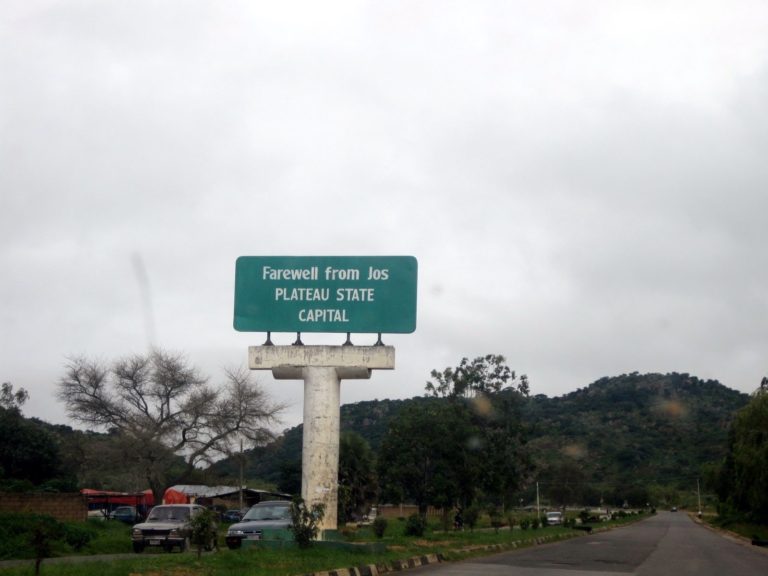 Farewell from Jos
PLATEAU STATE
CAPITAL